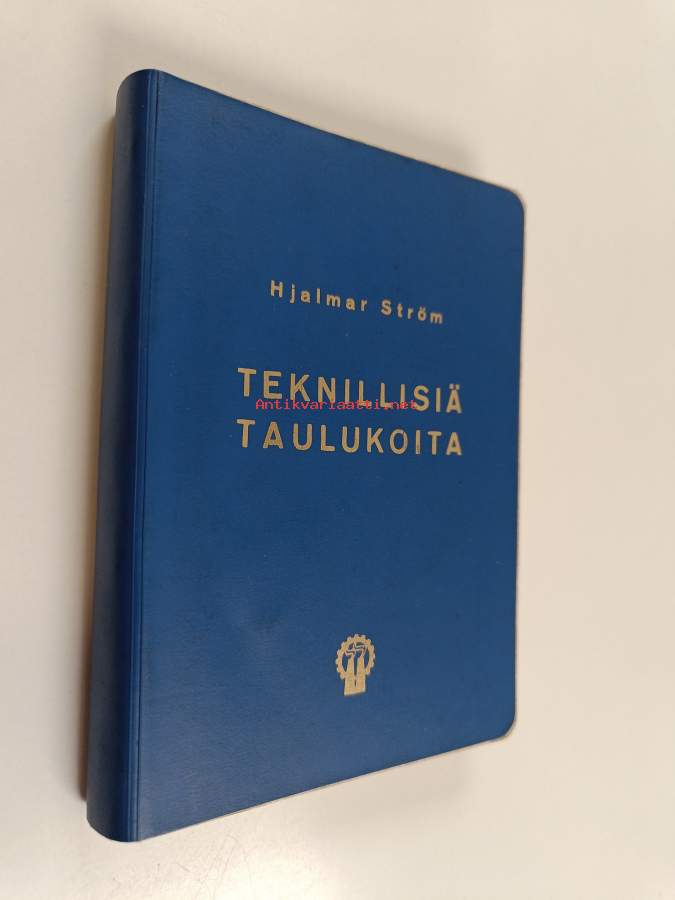 Hjalmar Ström
TEKNILLISIÄ
Antikvariaatti.net
TAULUKOITA